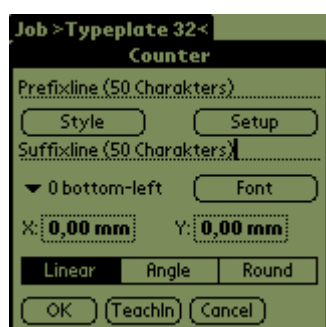 Job >Typeplate 32<
Counter
Prefixline (50 Charakters)
Style Setup
Suffixline (50 Charakters)
0 bottom-left Font
X: 0,00 mm Y: 0,00 mm
Linear Angle Round
OK TeachIn Cancel